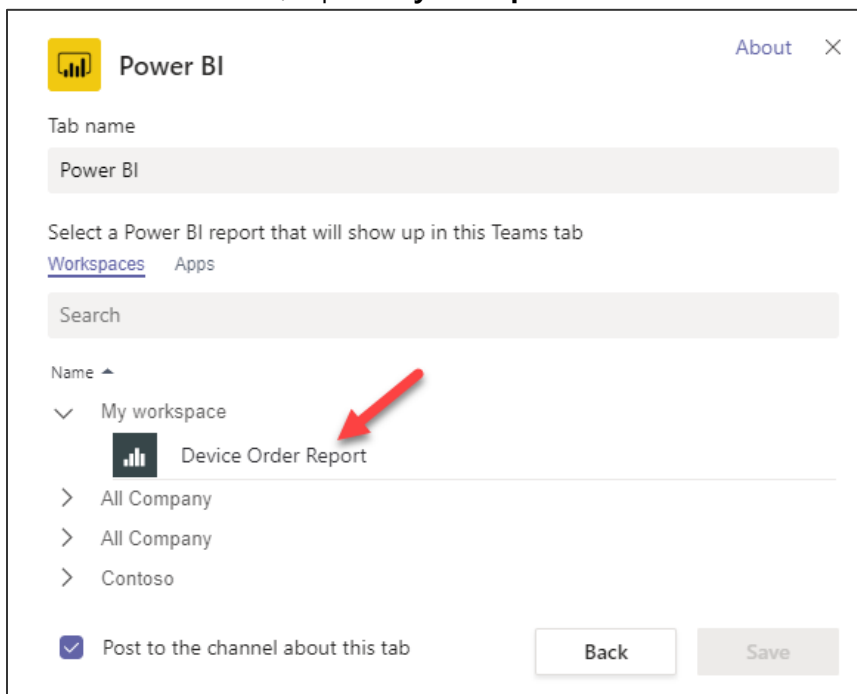 About
Power BI
Tab name
Power BI
Select a Power BI report that will show up in this Teams tab
Workspaces Apps
Search
Name
My workspace
Device Order Report
All Company
All Company
Contoso
Post to the channel about this tab Back Save